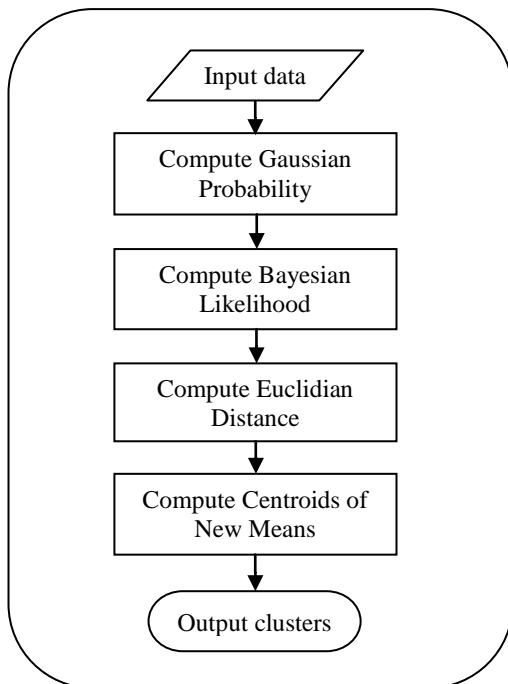 Input data
Compute Gaussian
Probability
Compute Bayesian
Likelihood
Compute Euclidian
Distance
Compute Centroids of
New Means
Output clusters